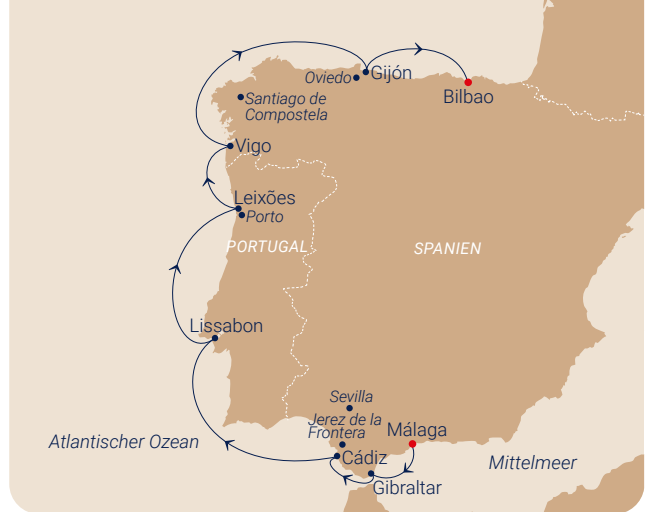 Oviedo
Gijón
Bilbao
Santiago de
Compostela
Vigo
Leixões
Porto
PORTUGAL
SPANIEN
Lissabon
Sevilla
Jerez de la
Frontera
Málaga
Atlantischer Ozean
Cádiz
Mittelmeer
Gibraltar